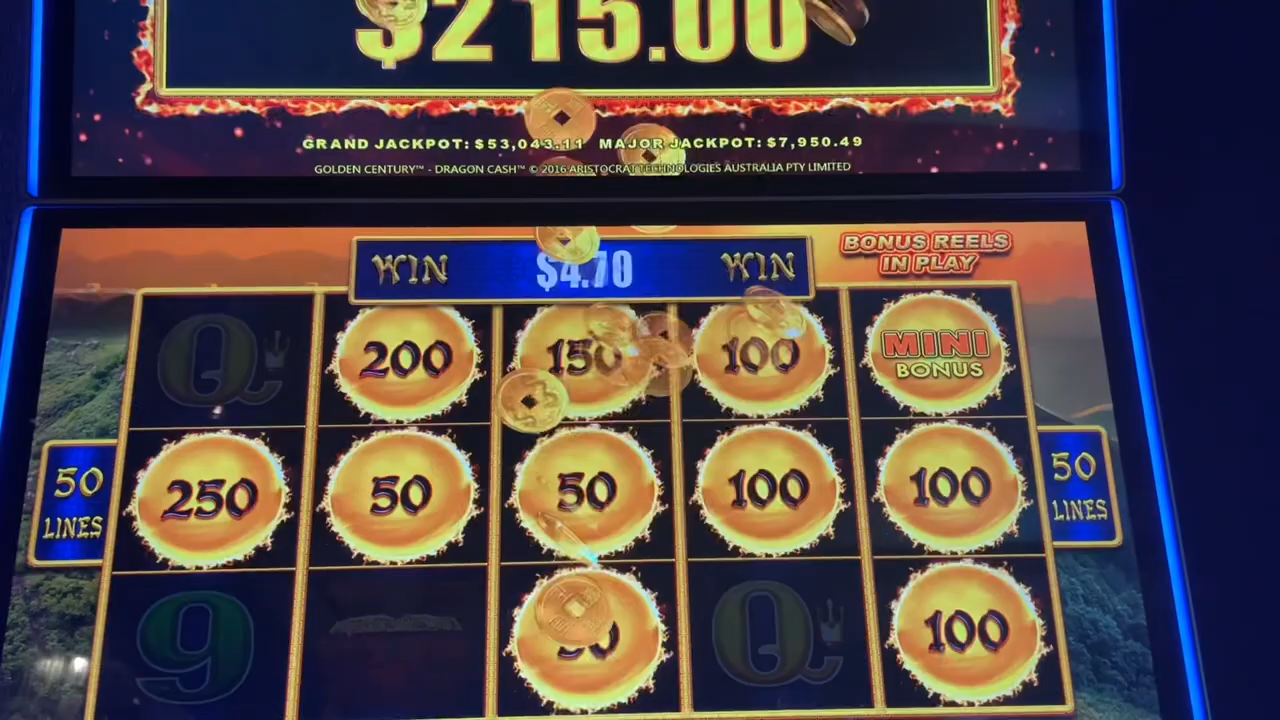 $215.00
GRAND JACKPOT: $53,043.11 MAJOR JACKPOT: $7,950.49
GOLDEN CENTURY™ - DRAGON CASH™ © 2016 ARISTOCRAT TECHNOLOGIES AUSTRALIA PTY LIMITED
WIN $4.70 WIN
BONUS REELS
IN PLAY
Q 200 150 100 MINI
BONUS
50
LINES
250 50 50 100 100
50
LINES
9 Q 100